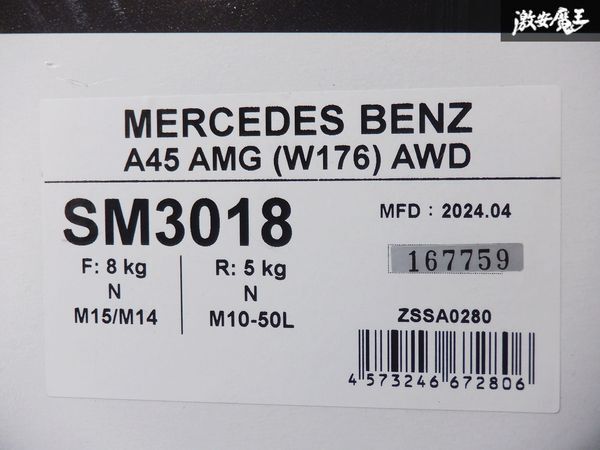 激安魔王
MERCEDES BENZ
A45 AMG (W176) AWD
SM3018
MFD : 2024.04
F: 8 kg
R: 5 kg
167759
N
N
M15/M14
M10-50L
ZSSA0280
4 573246 672806